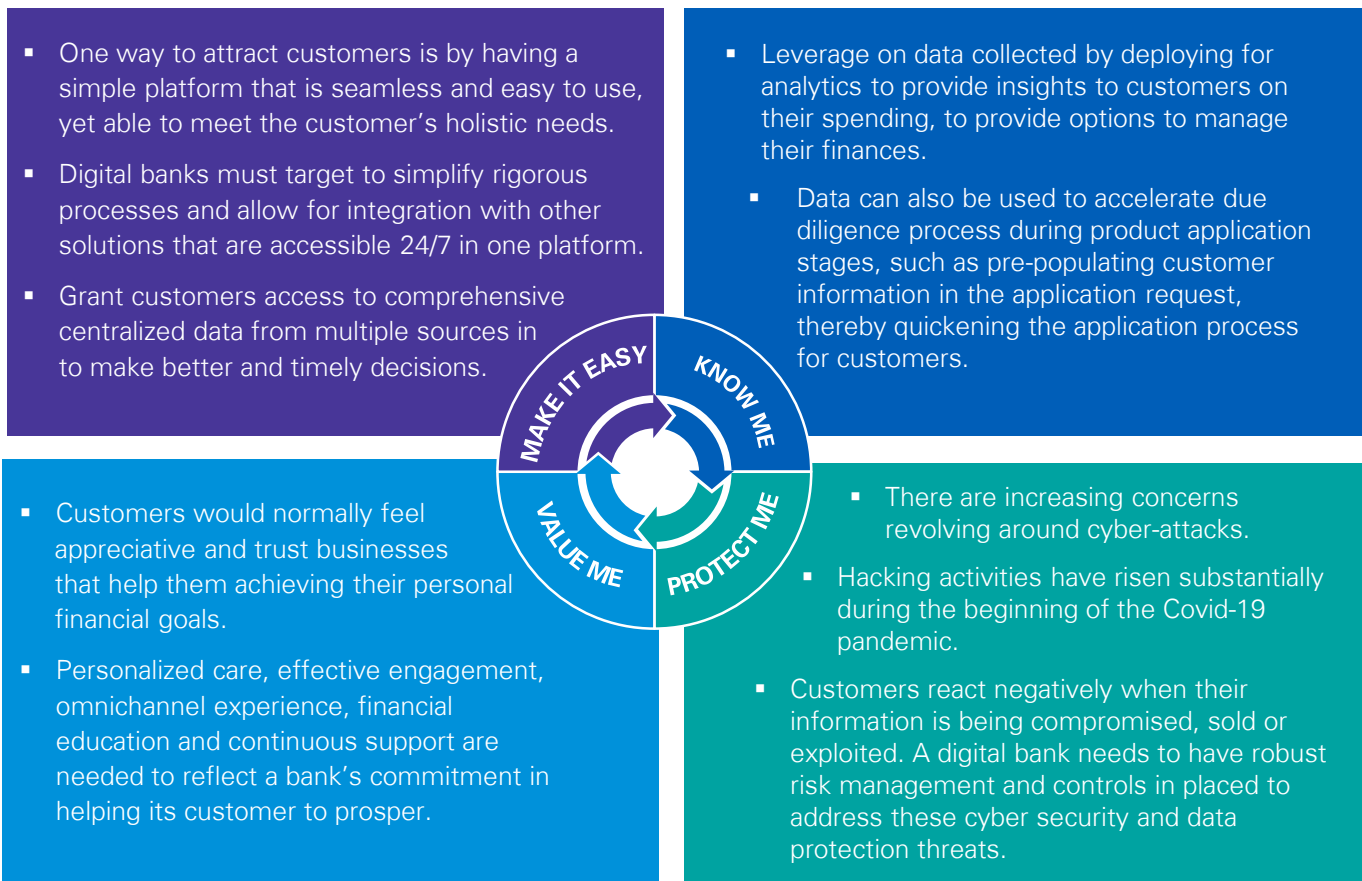 ▪ One way to attract customers is by having a
simple platform that is seamless and easy to use,
yet able to meet the customer's holistic needs.
▪ Digital banks must target to simplify rigorous
processes and allow for integration with other
solutions that are accessible 24/7 in one platform.
▪ Grant customers access to comprehensive
centralized data from multiple sources in
to make better and timely decisions.
▪ Leverage on data collected by deploying for
analytics to provide insights to customers on
their spending, to provide options to manage
their finances.
▪ Data can also be used to accelerate due
diligence process during product application
stages, such as pre-populating customer
information in the application request,
thereby quickening the application process
for customers.
MAKE IT EASY
KNOW ME
VALUE ME
PROTECT ME
▪ Customers would normally feel
appreciative and trust businesses
that help them achieving their personal
financial goals.
▪ Personalized care, effective engagement,
omnichannel experience, financial
education and continuous support are
needed to reflect a bank's commitment in
helping its customer to prosper.
▪ There are increasing concerns
revolving around cyber-attacks.
▪ Hacking activities have risen substantially
during the beginning of the Covid-19
pandemic.
▪ Customers react negatively when their
information is being compromised, sold or
exploited. A digital bank needs to have robust
risk management and controls in placed to
address these cyber security and data
protection threats.